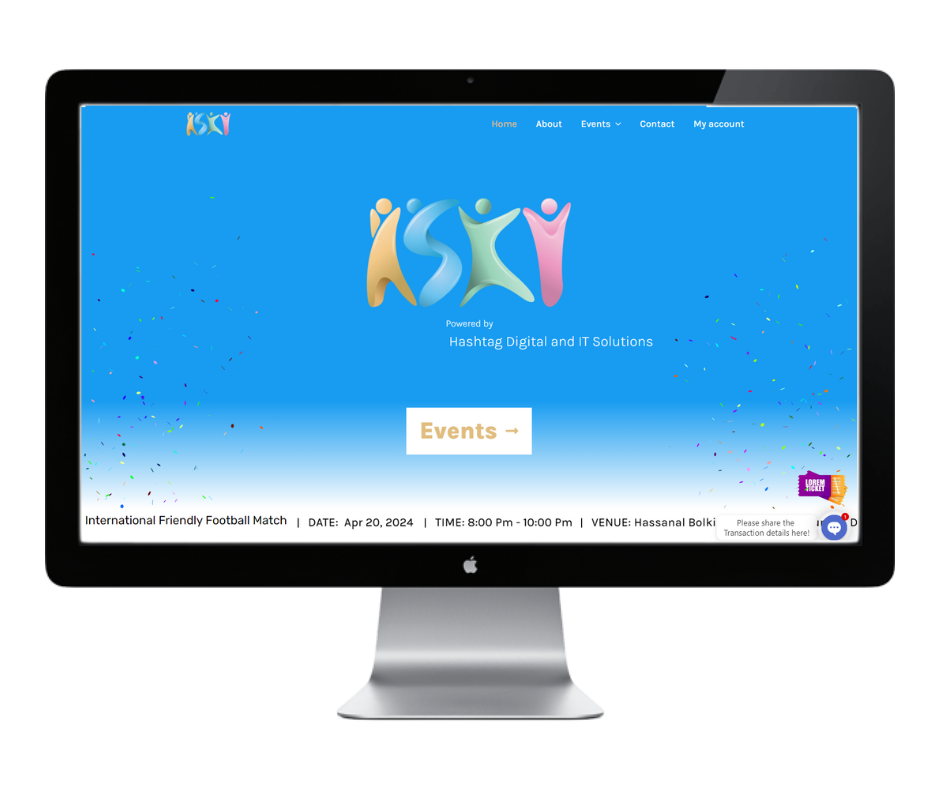 ASKY
Home About Events Contact My account
ASKY
Powered by
Hashtag Digital and IT Solutions
Events →
LOREM
TICKET
International Friendly Football Match | DATE: Apr 20, 2024 | TIME: 8:00 Pm - 10:00 Pm | VENUE: Hassanal Bolki
Please share the
Transaction details here!
1